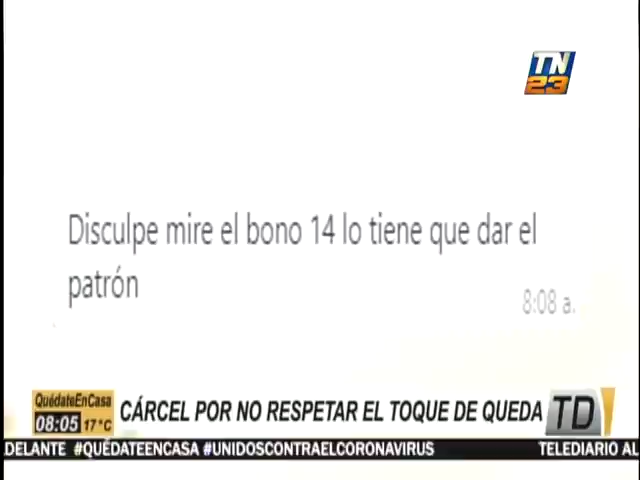 TN
23
Disculpe mire el bono 14 lo tiene que dar el
patrón
8:08 a.
QuédateEnCasa
08:05 17°C
CÁRCEL POR NO RESPETAR EL TOQUE DE QUEDA
TD
DELANTE #QUÉDATEENCASA #UNIDOSCONTRAELCORONAVIRUS TELEDIARIO AL